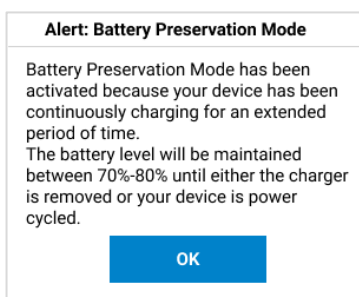 Alert: Battery Preservation Mode
Battery Preservation Mode has been
activated because your device has been
continuously charging for an extended
period of time.
The battery level will be maintained
between 70%-80% until either the charger
is removed or your device is power
cycled.
OK